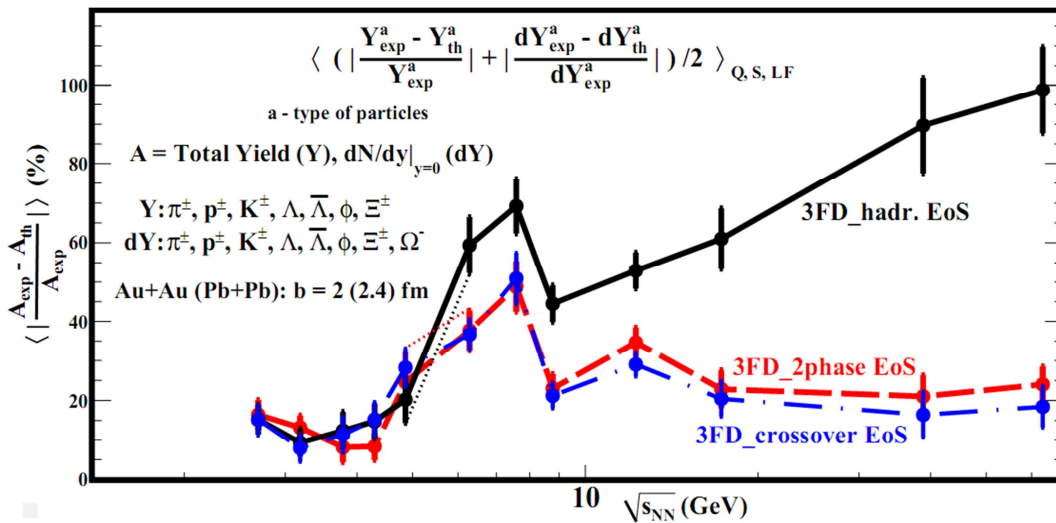 ⟨ ( | (Y^a_exp - Y^a_th) / Y^a_exp | + | (dY^a_exp - dY^a_th) / dY^a_exp | ) /2 ⟩ Q, S, LF
a - type of particles
A = Total Yield (Y), dN/dy|y=0 (dY)
Y: π±, p±, K±, Λ, Λ̅, ϕ, Ξ±
dY: π±, p±, K±, Λ, Λ̅, ϕ, Ξ±, Ω-
Au+Au (Pb+Pb): b = 2 (2.4) fm
3FD_hadr. EoS
3FD_2phase EoS
3FD_crossover EoS
⟨ | (A_exp - A_th) / A_exp | ⟩ (%)
100
80
60
40
20
0
10
√s_NN (GeV)